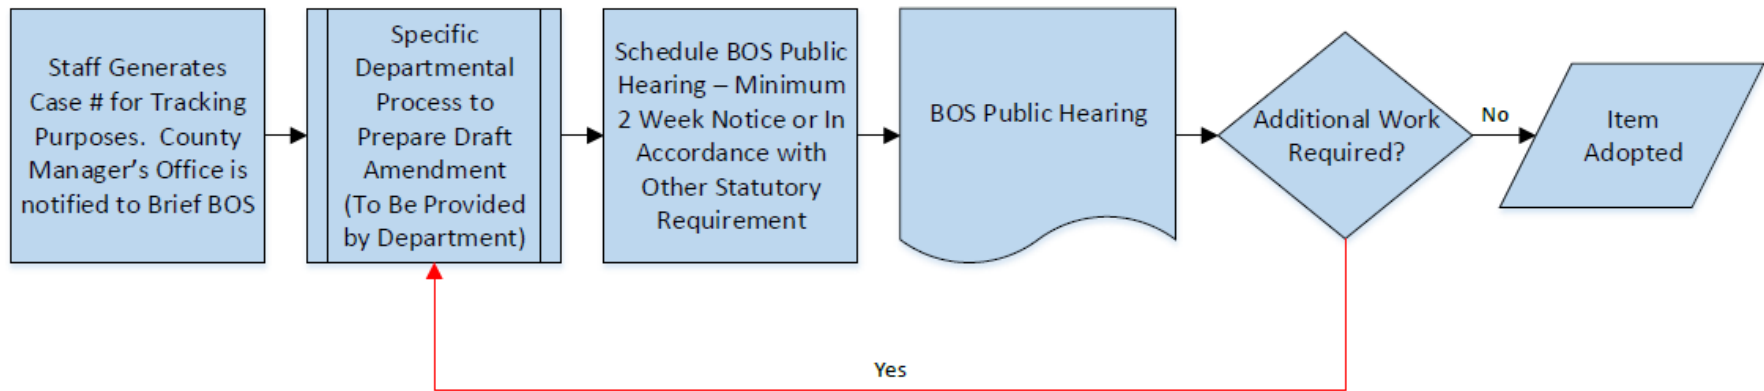 Staff Generates
Case # for Tracking
Purposes. County
Manager's Office is
notified to Brief BOS
Specific
Departmental
Process to
Prepare Draft
Amendment
(To Be Provided
by Department)
Schedule BOS Public
Hearing – Minimum
2 Week Notice or In
Accordance with
Other Statutory
Requirement
BOS Public Hearing
Additional Work
Required?
No
Item
Adopted
Yes